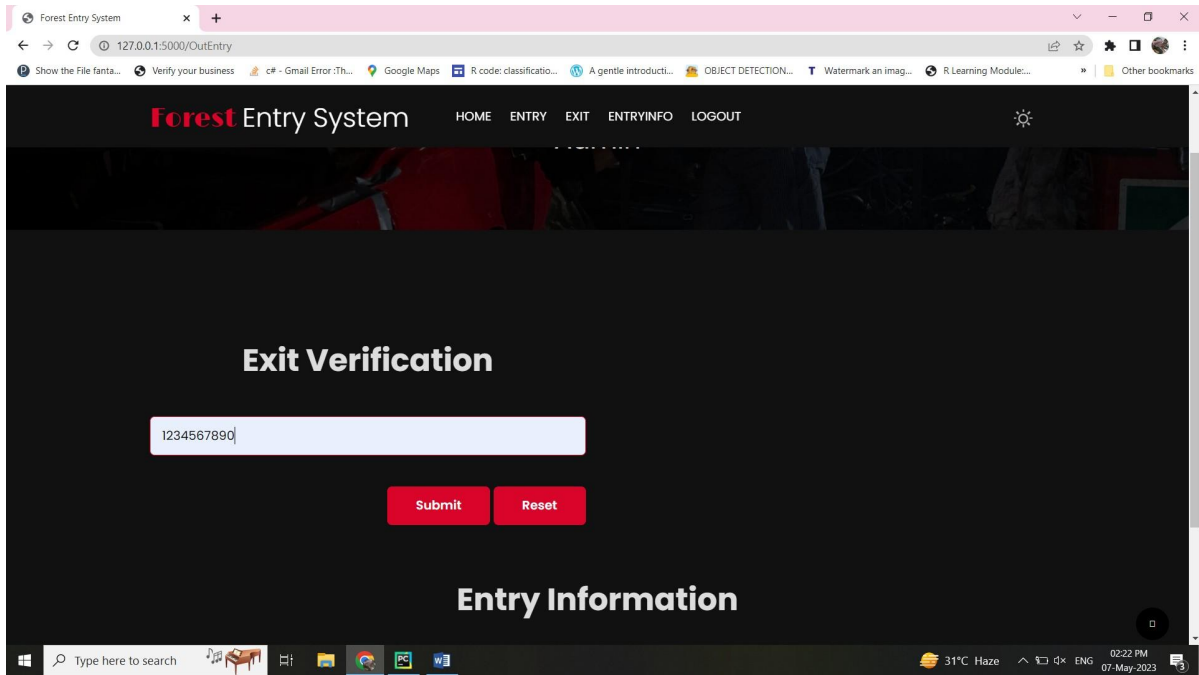 Forest Entry System
127.0.0.1:5000/OutEntry
Show the File fanta... Verify your business c# - Gmail Error :Th... Google Maps R code: classificatio... A gentle introducti... OBJECT DETECTION... T Watermark an imag... R Learning Module:... » Other bookmarks
Forest Entry System HOME ENTRY EXIT ENTRYINFO LOGOUT
Exit Verification
1234567890
Submit Reset
Entry Information
Type here to search PC W 31°C Haze ENG 02:22 PM
07-May-2023 3